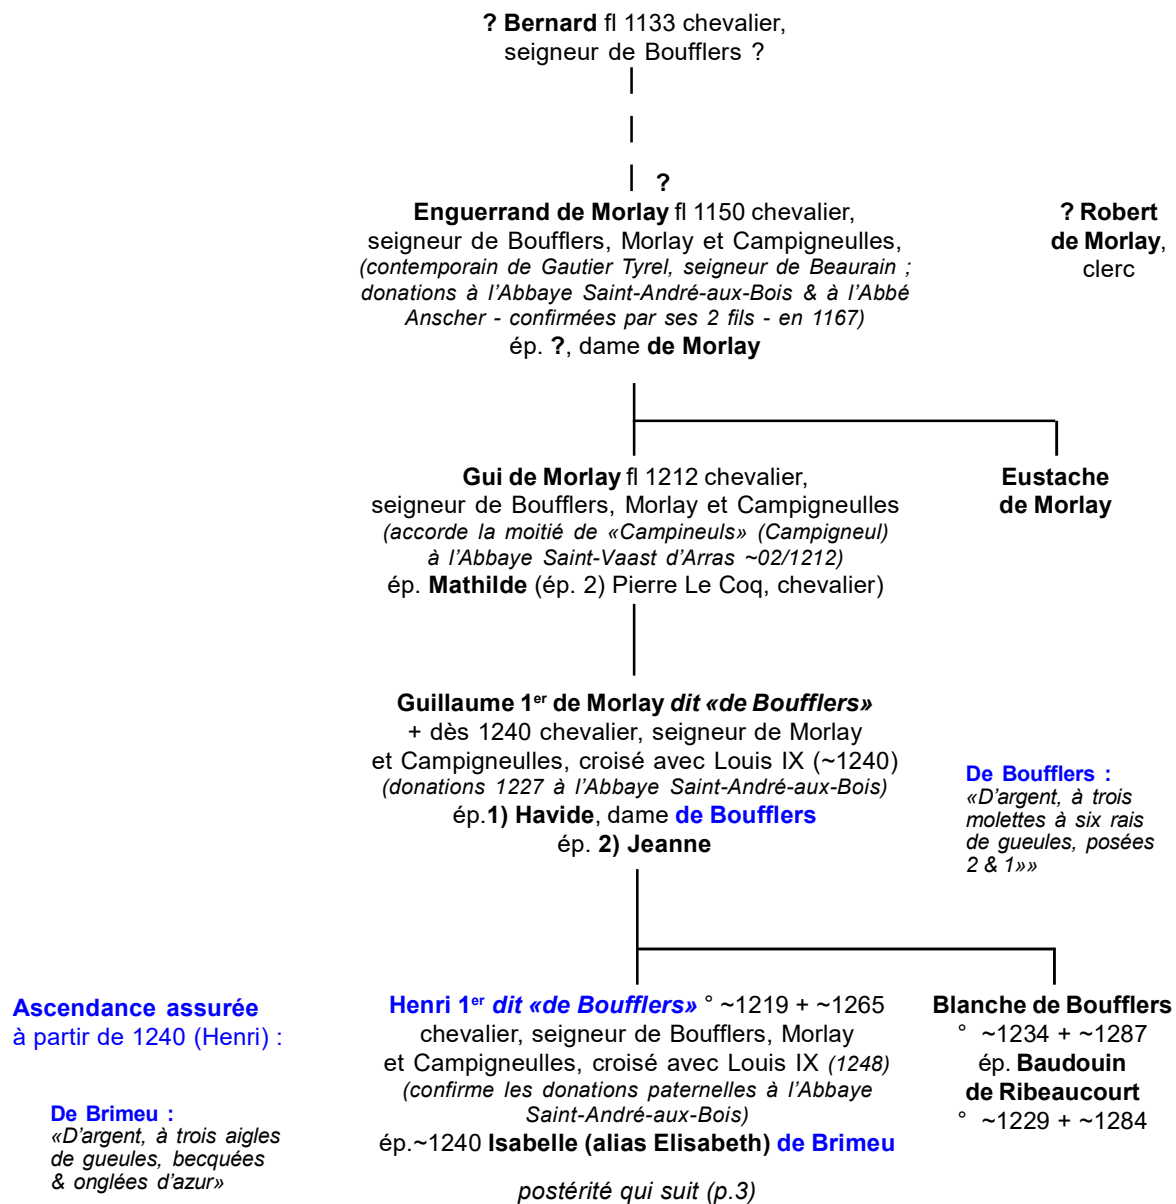 ? Bernard fl 1133 chevalier,
seigneur de Boufflers ?
?
Enguerrand de Morlay fl 1150 chevalier,
seigneur de Boufflers, Morlay et Campigneulles,
(contemporain de Gautier Tyrel, seigneur de Beaurain ;
donations à l’Abbaye Saint-André-aux-Bois & à l’Abbé
Anscher - confirmées par ses 2 fils - en 1167)
ép. ?, dame de Morlay
? Robert
de Morlay,
clerc
Gui de Morlay fl 1212 chevalier,
seigneur de Boufflers, Morlay et Campigneulles
(accorde la moitié de «Campineuls» (Campigneul)
à l’Abbaye Saint-Vaast d’Arras ~02/1212)
ép. Mathilde (ép. 2) Pierre Le Coq, chevalier)
Eustache
de Morlay
Guillaume 1er de Morlay dit «de Boufflers»
+ dès 1240 chevalier, seigneur de Morlay
et Campigneulles, croisé avec Louis IX (~1240)
(donations 1227 à l’Abbaye Saint-André-aux-Bois)
ép.1) Havide, dame de Boufflers
ép. 2) Jeanne
De Boufflers :
«D’argent, à trois
molettes à six rais
de gueules, posées
2 & 1»»
Ascendance assurée
à partir de 1240 (Henri) :
De Brimeu :
«D’argent, à trois aigles
de gueules, becquées
& onglées d’azur»
Henri 1er dit «de Boufflers» ° ~1219 + ~1265
chevalier, seigneur de Boufflers, Morlay
et Campigneulles, croisé avec Louis IX (1248)
(confirme les donations paternelles à l’Abbaye
Saint-André-aux-Bois)
ép.~1240 Isabelle (alias Elisabeth) de Brimeu
postérité qui suit (p.3)
Blanche de Boufflers
° ~1234 + ~1287
ép. Baudouin
de Ribeaucourt
° ~1229 + ~1284